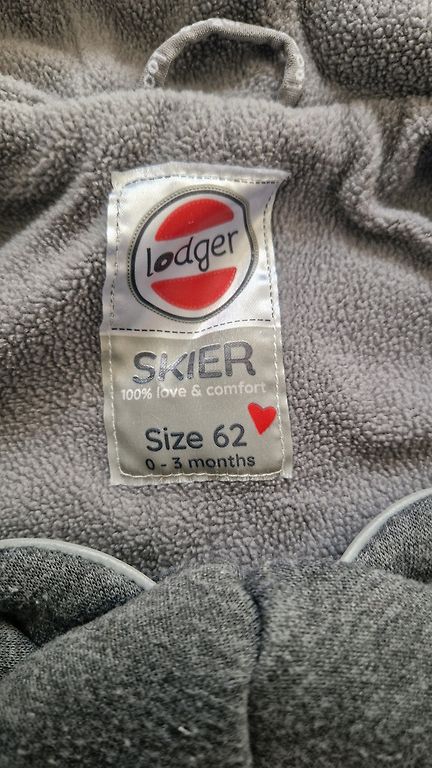 lodger
SKIER
100% love & comfort
Size 62
0 - 3 months